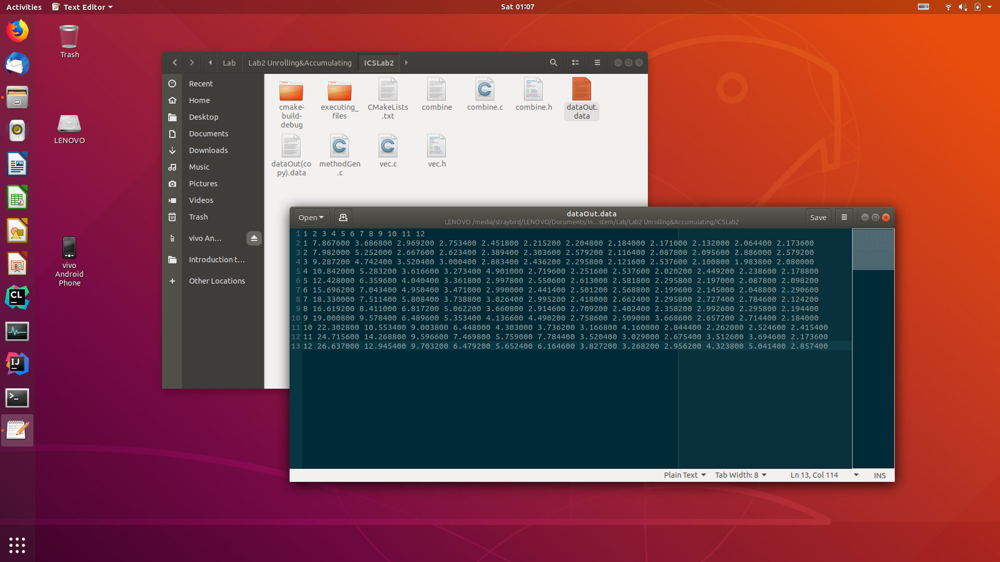 Activities Text Editor Sat 01:07
Trash
LENOVO
vivo
Android
Phone
Lab Lab2 Unrolling&Accumulating ICSLab2
Recent
Home
Desktop
Documents
Downloads
Music
Pictures
Videos
Trash
vivo An...
Introduction t...
Other Locations
cmake-
build-
debug
executing_
files
CMakeLists
.txt
combine
combine.c
combine.h
dataOut.
data
dataOut(co
py).data
methodGen
.c
vec.c
vec.h
Open dataOut.data Save
LENOVO /media/straybird/LENOVO/Documents/In...stem/Lab/Lab2 Unrolling&Accumulating/ICSLab2
1 1 2 3 4 5 6 7 8 9 10 11 12
2 1 7.867600 3.686800 2.969200 2.753400 2.451800 2.215200 2.204800 2.184000 2.171000 2.132000 2.064400 2.173600
3 2 7.982000 5.252000 2.667600 2.623400 2.389400 2.303600 2.579200 2.116400 2.087800 2.095600 2.886000 2.579200
4 3 9.287200 4.742400 3.520400 3.000400 2.883400 2.436200 2.295800 2.121600 2.537600 2.100800 1.983800 2.080000
5 4 10.842000 5.283200 3.616600 3.273400 4.901000 2.719600 2.251600 2.537600 2.020200 2.449200 2.238600 2.178800
6 5 12.428000 6.359600 4.040400 3.361800 2.997800 2.550600 2.613000 2.581800 2.295800 2.197000 2.087800 2.098200
7 6 15.696200 7.043400 4.950400 3.471000 2.990000 2.441400 2.501200 2.568800 2.199600 2.145000 2.048800 2.290600
8 7 18.330000 7.511400 5.808400 3.738800 3.026400 2.995200 2.418000 2.662400 2.295800 2.727400 2.784600 2.124200
9 8 16.619200 8.411000 6.817200 5.062200 3.660800 2.914600 2.709200 2.402400 2.358200 2.992600 2.295800 2.194400
10 9 19.000800 9.578400 6.489600 5.353400 4.136600 4.490200 2.758600 2.509000 3.668600 2.657200 2.714400 2.184000
11 10 22.302800 10.553400 9.003800 6.448000 4.303000 3.736200 3.166800 4.160000 2.844400 2.262000 2.524600 2.415400
12 11 24.715600 14.268800 9.596600 7.469800 5.759000 7.784400 3.520400 3.029000 2.675400 3.512600 3.694600 2.173600
13 12 26.637000 12.945400 9.703200 6.479200 5.652400 6.164600 3.827200 3.268200 2.956200 4.323800 5.041400 2.857400
Plain Text Tab Width: 8 Ln 13, Col 114 INS
CL
IJ